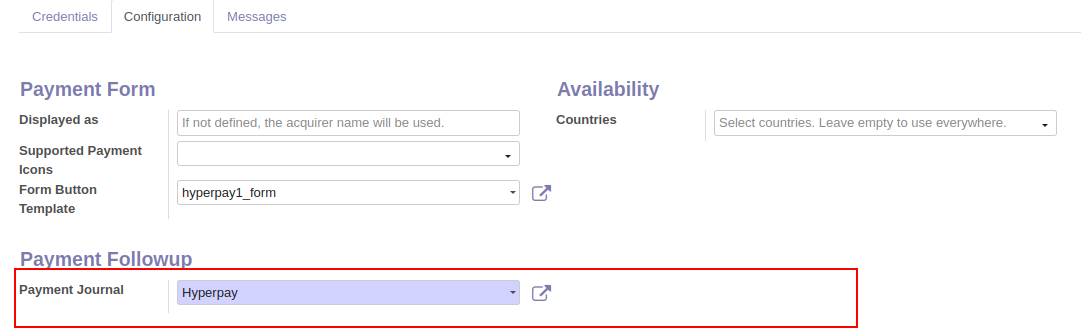 Credentials Configuration Messages
Payment Form
Availability
Displayed as
If not defined, the acquirer name will be used.
Countries
Select countries. Leave empty to use everywhere.
Supported Payment
Icons
Form Button
Template
hyperpay1_form
Payment Followup
Payment Journal
Hyperpay